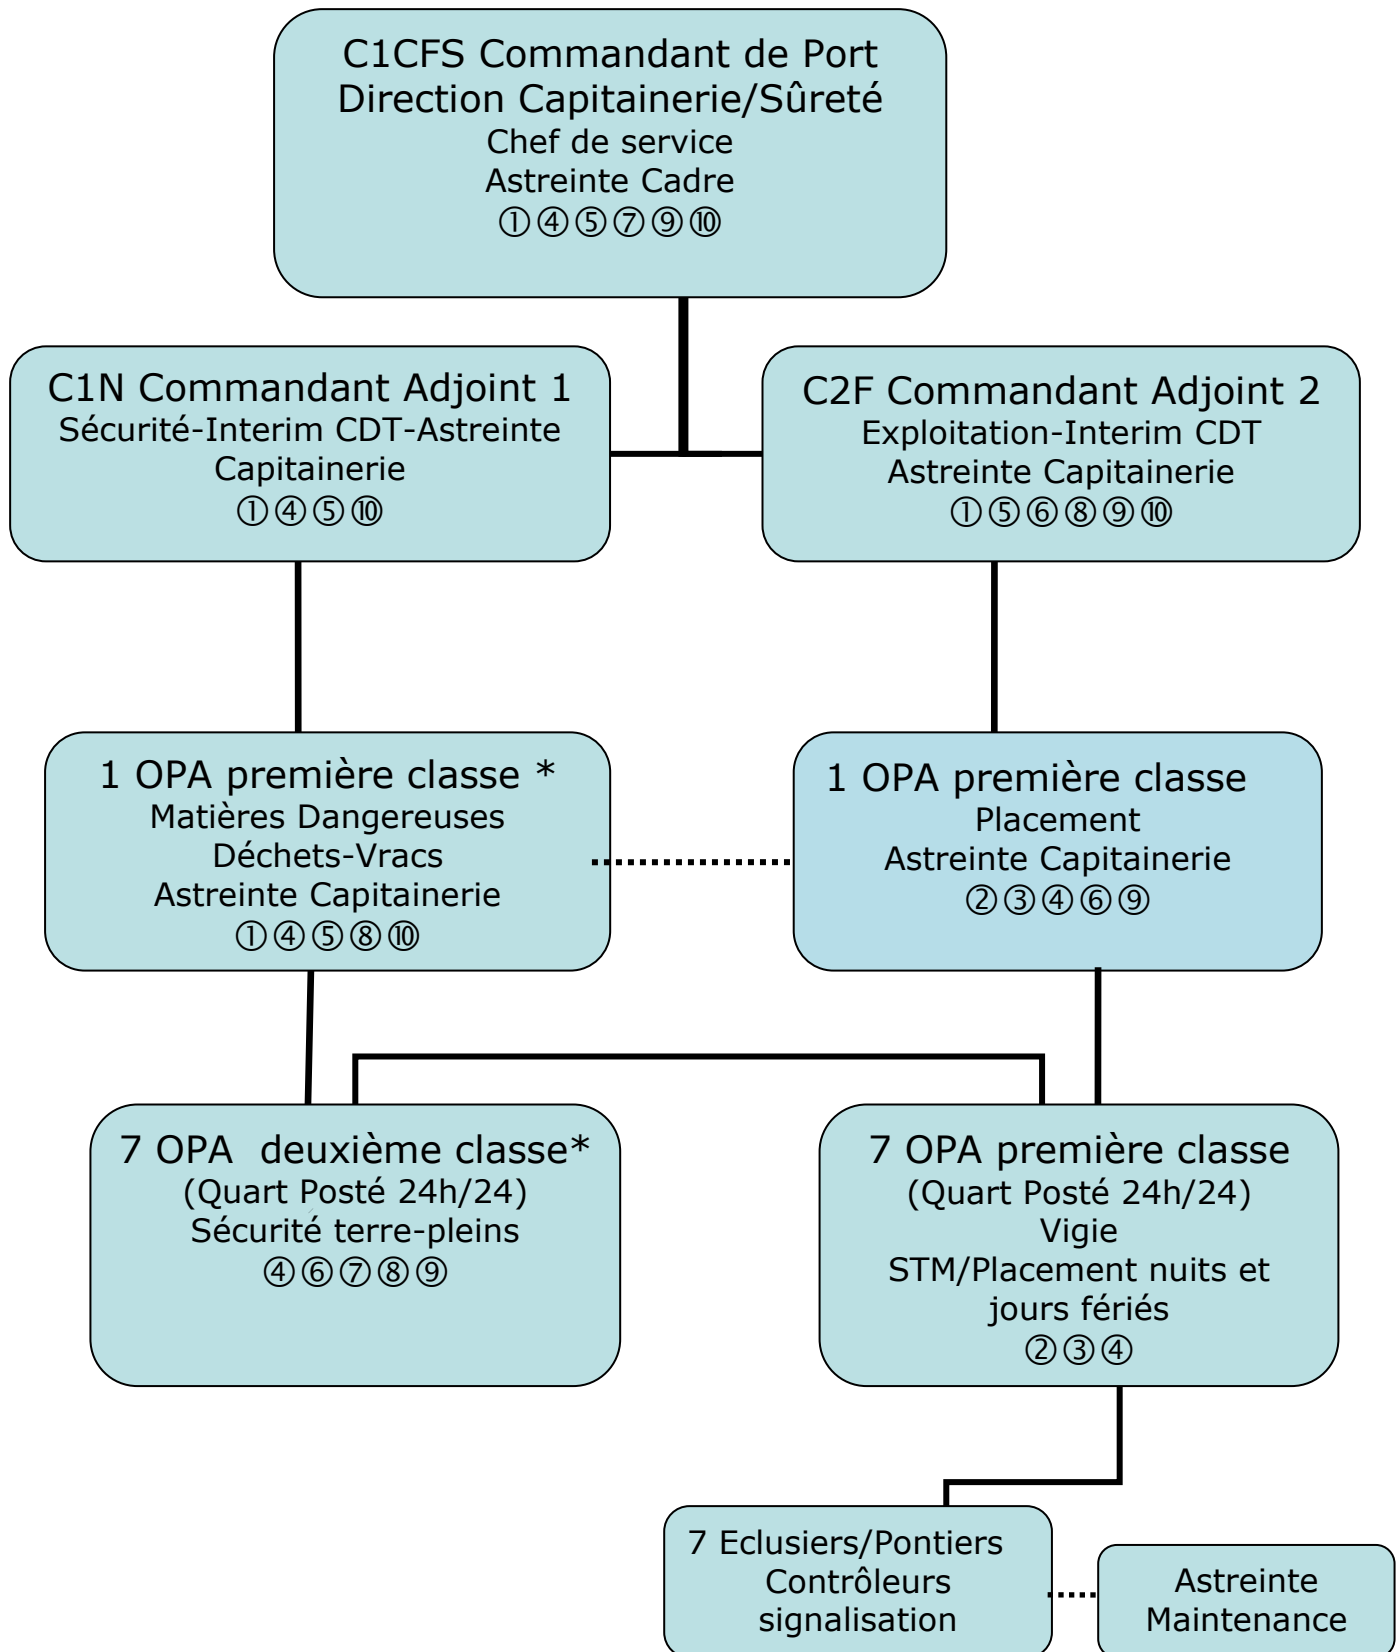 C1CFS Commandant de Port
Direction Capitainerie/Sûreté
Chef de service
Astreinte Cadre
①④⑤⑦⑨⑩
C1N Commandant Adjoint 1
Sécurité-Interim CDT-Astreinte
Capitainerie
①④⑤⑩
C2F Commandant Adjoint 2
Exploitation-Interim CDT
Astreinte Capitainerie
①⑤⑥⑧⑨⑩
1 OPA première classe *
Matières Dangereuses
Déchets-Vracs
Astreinte Capitainerie
①④⑤⑧⑩
1 OPA première classe
Placement
Astreinte Capitainerie
②③④⑥⑨
7 OPA deuxième classe*
(Quart Posté 24h/24)
Sécurité terre-pleins
④⑥⑦⑧⑨
7 OPA première classe
(Quart Posté 24h/24)
Vigie
STM/Placement nuits et
jours fériés
②③④
7 Eclusiers/Pontiers
Contrôleurs
signalisation
Astreinte
Maintenance